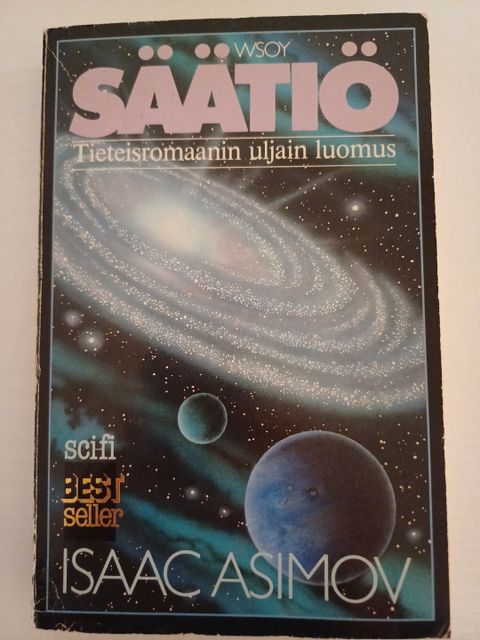 WSOY
SÄÄTIÖ
Tieteisromaanin uljain luomus
scifi
BEST
seller
ISAAC ASIMOV